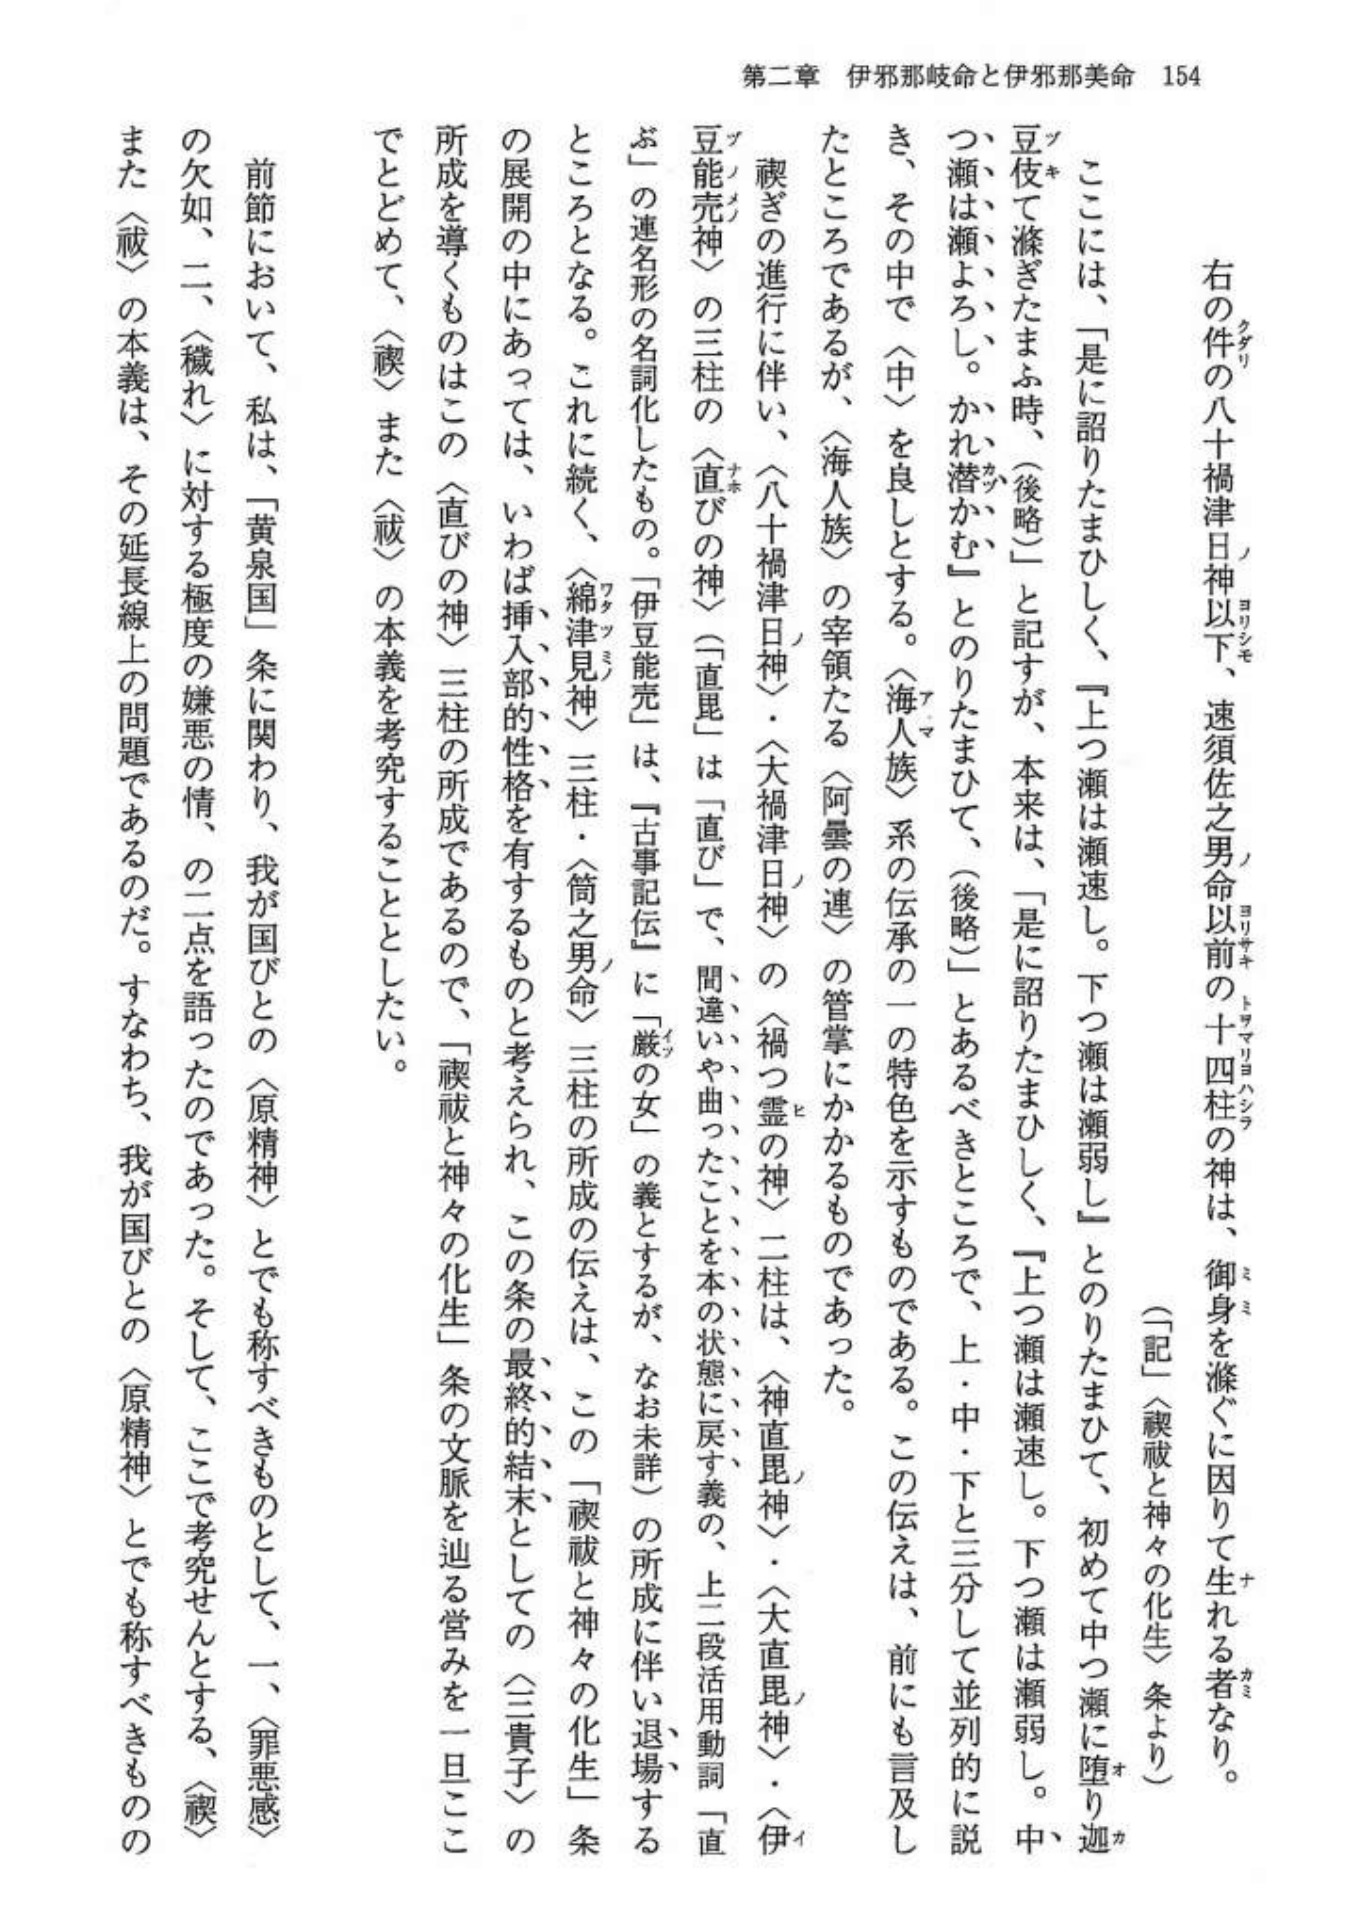 第二章　伊邪那岐命と伊邪那美命　154
右の件の八十禍津日神以下、速須佐之男命以前の十四柱の神は、御身を滌ぐに因りて生れる者なり。
（「記」〈禊祓と神々の化生〉条より）
ここには、「是に詔りたまひしく、『上つ瀬は瀬速し。下つ瀬は瀬弱し』とのりたまひて、初めて中つ瀬に堕り迦
豆伎て滌ぎたまふ時、（後略）」と記すが、本来は、「是に詔りたまひしく、『上つ瀬は瀬速し。下つ瀬は瀬弱し。中
つ瀬は瀬よろし。かれ潜かむ』とのりたまひて、（後略）」とあるべきところで、上・中・下と三分して並列的に説
き、その中で〈中〉を良しとする。〈海人族〉系の伝承の一の特色を示すものである。この伝えは、前にも言及し
たところであるが、〈海人族〉の宰領たる〈阿曇の連〉の管掌にかかるものであった。
禊ぎの進行に伴い、〈八十禍津日神〉・〈大禍津日神〉の〈禍つ霊の神〉二柱は、〈神直毘神〉・〈大直毘神〉・〈伊
豆能売神〉の三柱の〈直びの神〉（「直毘」は「直び」で、間違いや曲ったことを本の状態に戻す義の、上二段活用動詞「直
ぶ」の連名形の名詞化したもの。「伊豆能売」は、『古事記伝』に「厳の女」の義とするが、なお未詳）の所成に伴い退場する
ところとなる。これに続く、〈綿津見神〉三柱・〈筒之男命〉三柱の所成の伝えは、この「禊祓と神々の化生」条
の展開の中にあっては、いわば挿入部的性格を有するものと考えられ、この条の最終的結末としての〈三貴子〉の
所成を導くものはこの〈直びの神〉三柱の所成であるので、「禊祓と神々の化生」条の文脈を辿る営みを一旦ここ
でとどめて、〈禊〉また〈祓〉の本義を考究することとしたい。
前節において、私は、「黄泉国」条に関わり、我が国びとの〈原精神〉とでも称すべきものとして、一、〈罪悪感〉
の欠如、二、〈穢れ〉に対する極度の嫌悪の情、の二点を語ったのであった。そして、ここで考究せんとする、〈禊〉
また〈祓〉の本義は、その延長線上の問題であるのだ。すなわち、我が国びとの〈原精神〉とでも称すべきものの